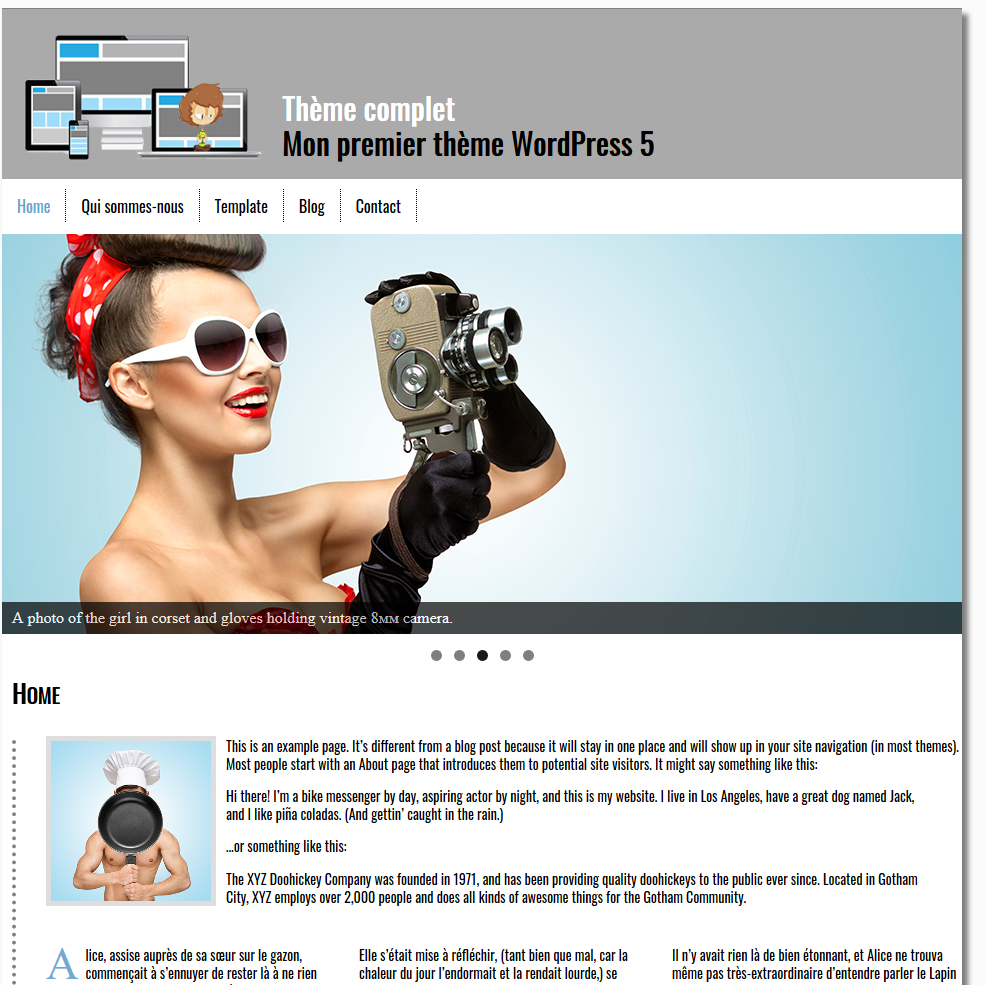 Thème complet
Mon premier thème WordPress 5
Home
Qui sommes-nous
Template
Blog
Contact
A photo of the girl in corset and gloves holding vintage 8мм camera.
Home
This is an example page. It’s different from a blog post because it will stay in one place and will show up in your site navigation (in most themes).
Most people start with an About page that introduces them to potential site visitors. It might say something like this:
Hi there! I’m a bike messenger by day, aspiring actor by night, and this is my website. I live in Los Angeles, have a great dog named Jack,
and I like piña coladas. (And gettin’ caught in the rain.)
…or something like this:
The XYZ Doohickey Company was founded in 1971, and has been providing quality doohickeys to the public ever since. Located in Gotham
City, XYZ employs over 2,000 people and does all kinds of awesome things for the Gotham Community.
Alice, assise auprès de sa sœur sur le gazon,
commençait à s’ennuyer de rester là à ne rien
Elle s’était mise à réfléchir, (tant bien que mal, car la
chaleur du jour l’endormait et la rendait lourde,) se
Il n’y avait rien là de bien étonnant, et Alice ne trouva
même pas très-extraordinaire d’entendre parler le Lapin